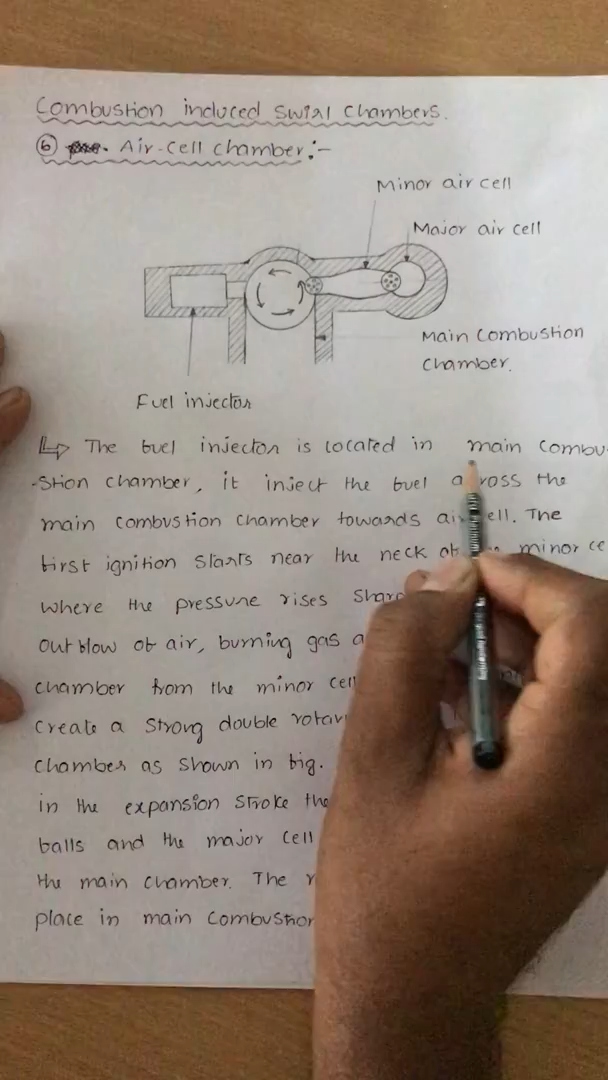 Combustion induced swirl chambers.
6 Air-Cell chamber:-
Minor air cell
Major air cell
Main Combustion
chamber.
Fuel injector
The fuel injector is located in main Combu-
-stion chamber, it inject the fuel across the
main combustion chamber towards air cell. The
first ignition starts near the neck of minor ce
where the pressure rises
out flow of air, burning gas
chamber from the minor cell
create a strong double
chamber as shown in fig.
in the expansion stroke the
balls and the major cell
the main chamber. The
place in main combustion